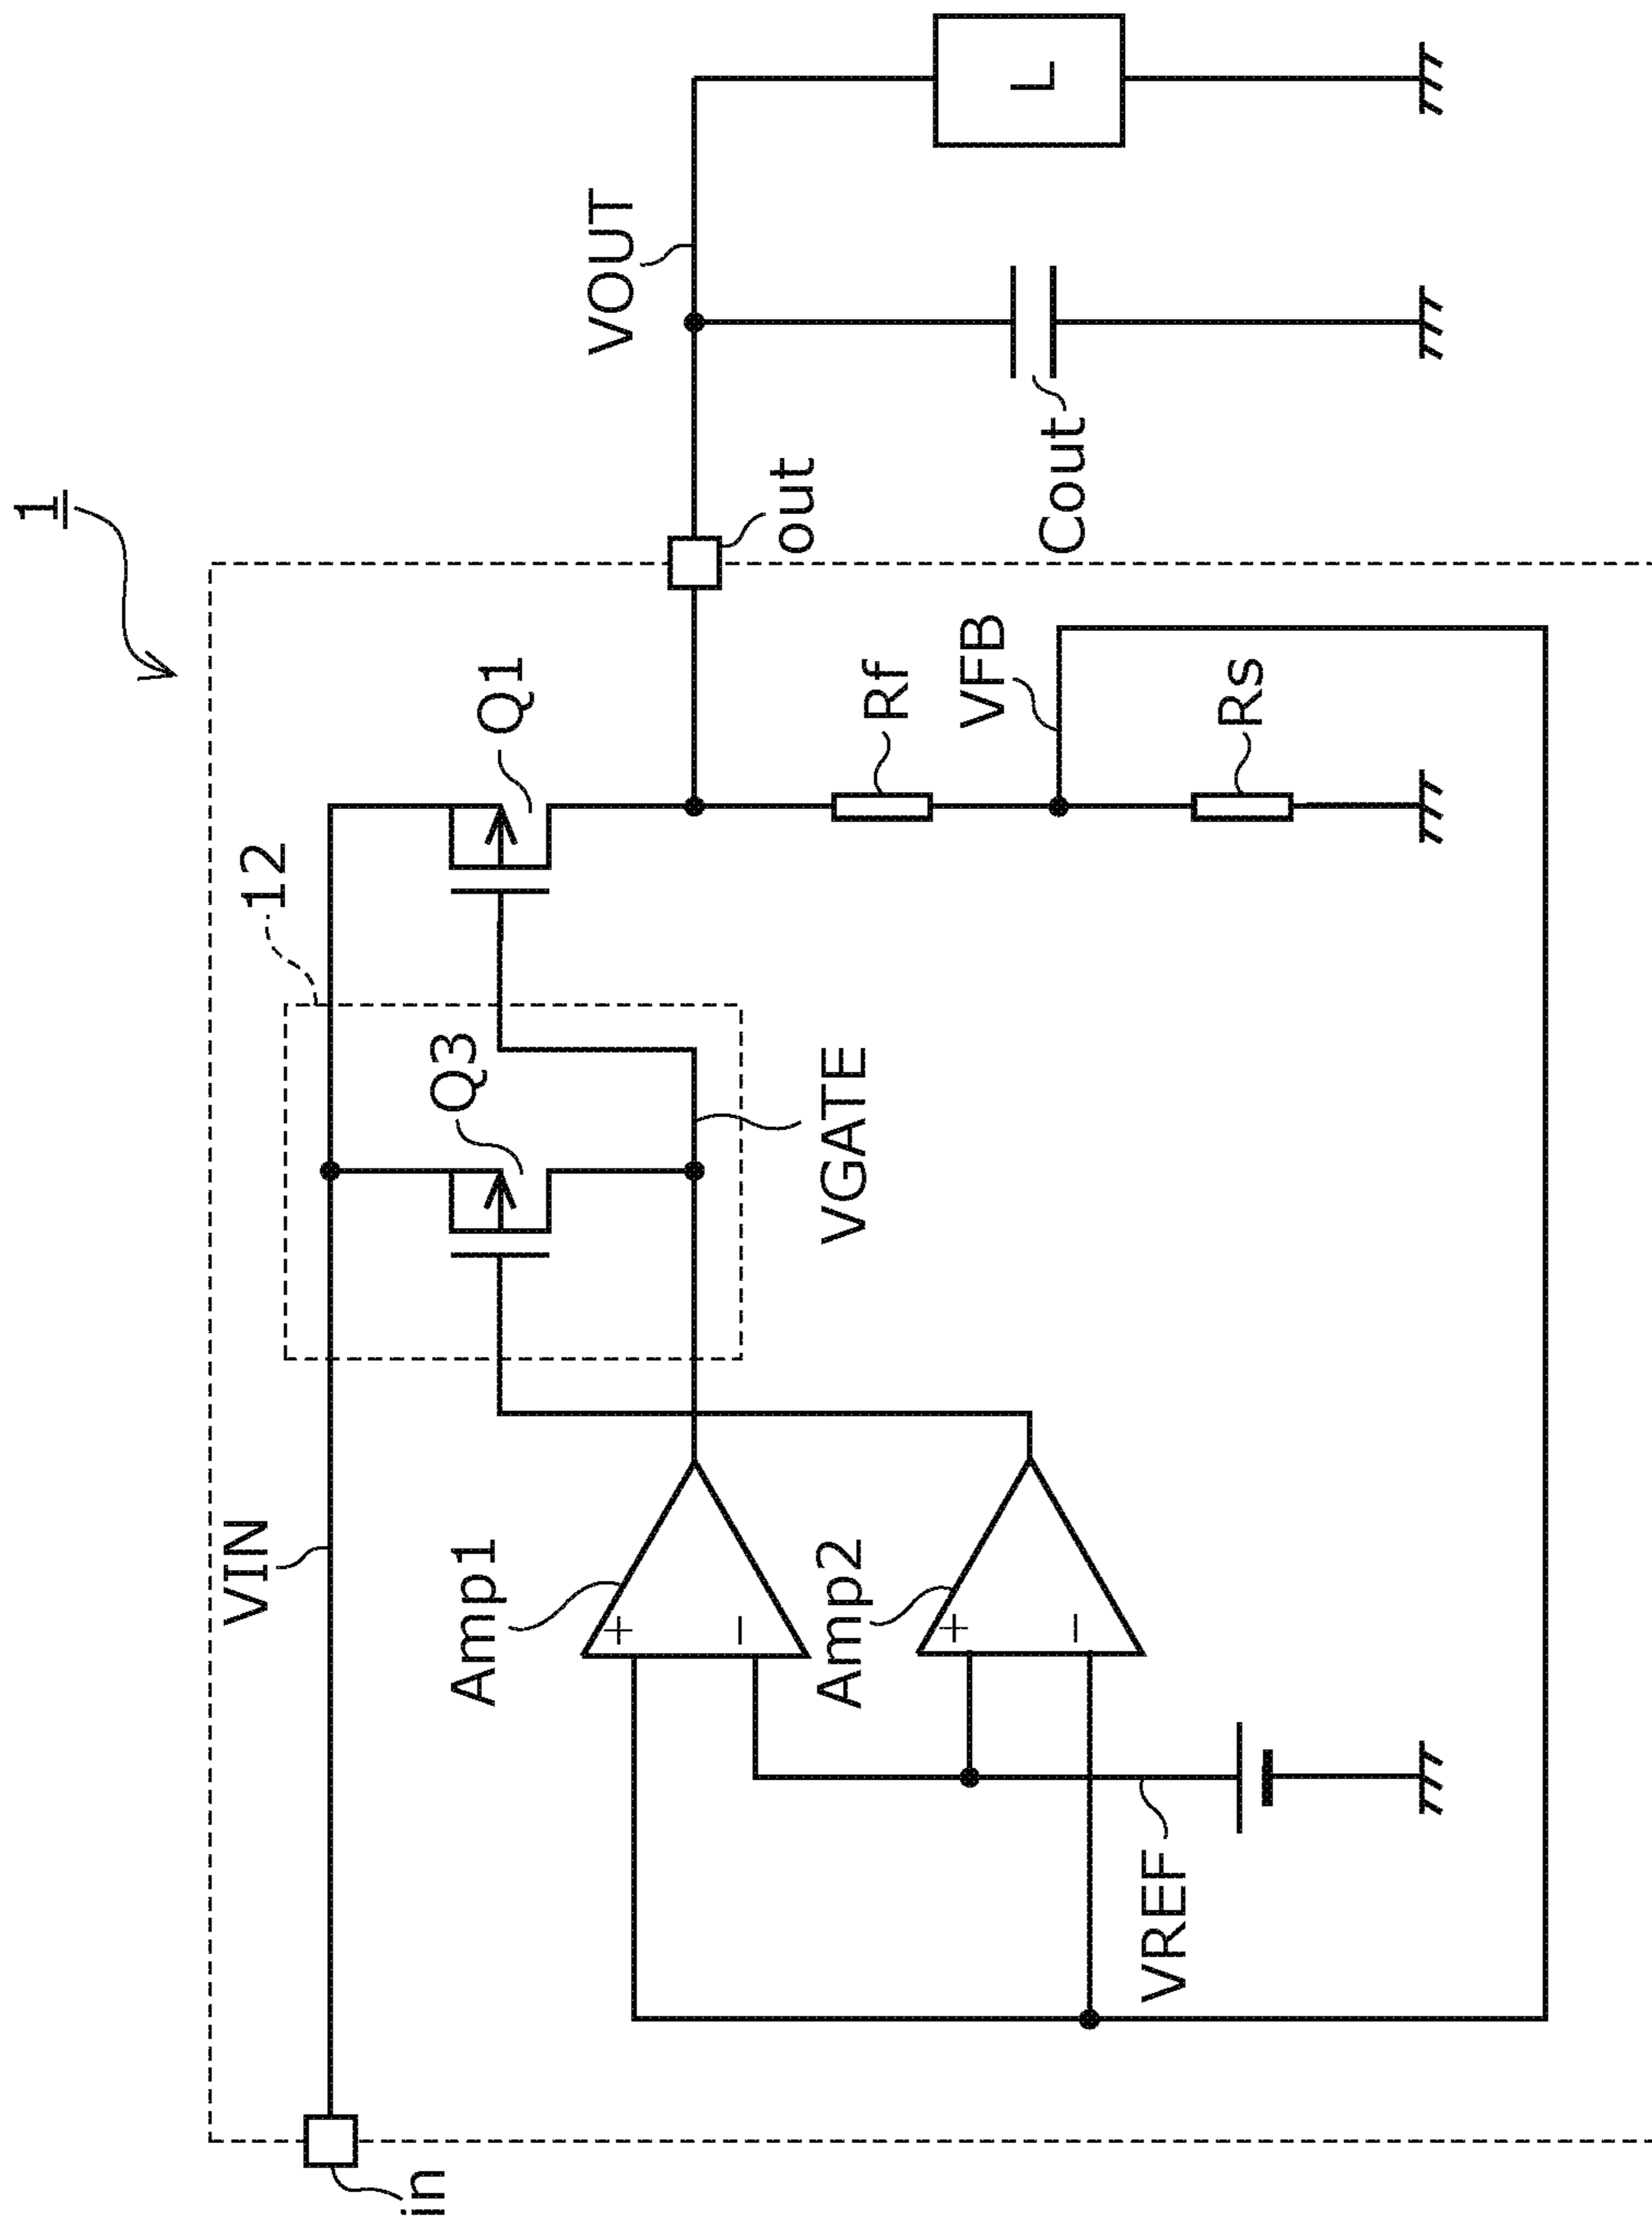 1
VIN
12
Q3
Q1
VOUT
in
out
Amp1
+
−
VGATE
Rf
Amp2
+
−
VFB
Cout
L
VREF
Rs